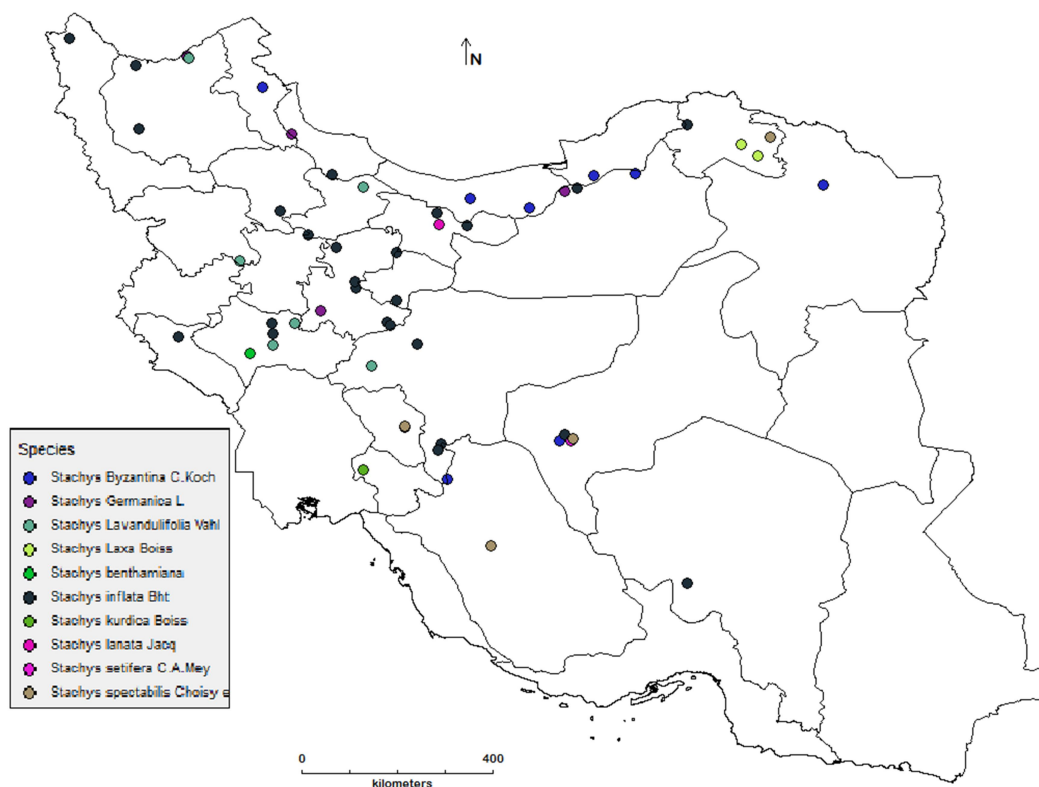 N
Species
Stachys Byzantina C.Koch
Stachys Germanica L
Stachys Lavandulifolia Vahl
Stachys Laxa Boiss
Stachys benthamiana
Stachys inflata Bht
Stachys kurdica Boiss
Stachys lanata Jacq
Stachys setifera C.A.Mey
Stachys spectabilis Choisy e
0 400
kilometers